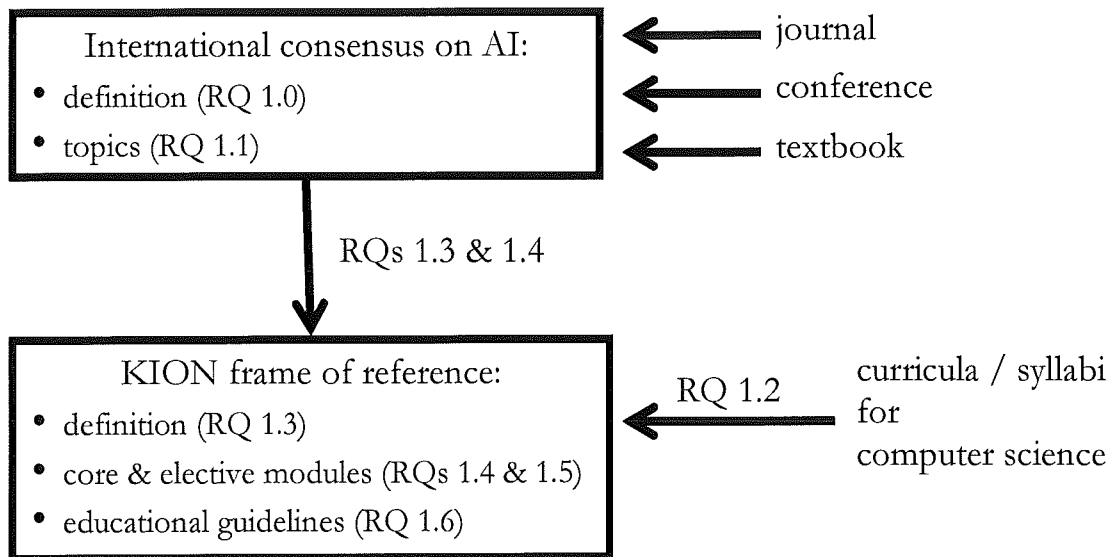 International consensus on AI:
• definition (RQ 1.0)
• topics (RQ 1.1)
journal
conference
textbook
RQs 1.3 & 1.4
KION frame of reference:
• definition (RQ 1.3)
• core & elective modules (RQs 1.4 & 1.5)
• educational guidelines (RQ 1.6)
RQ 1.2
curricula / syllabi
for
computer science